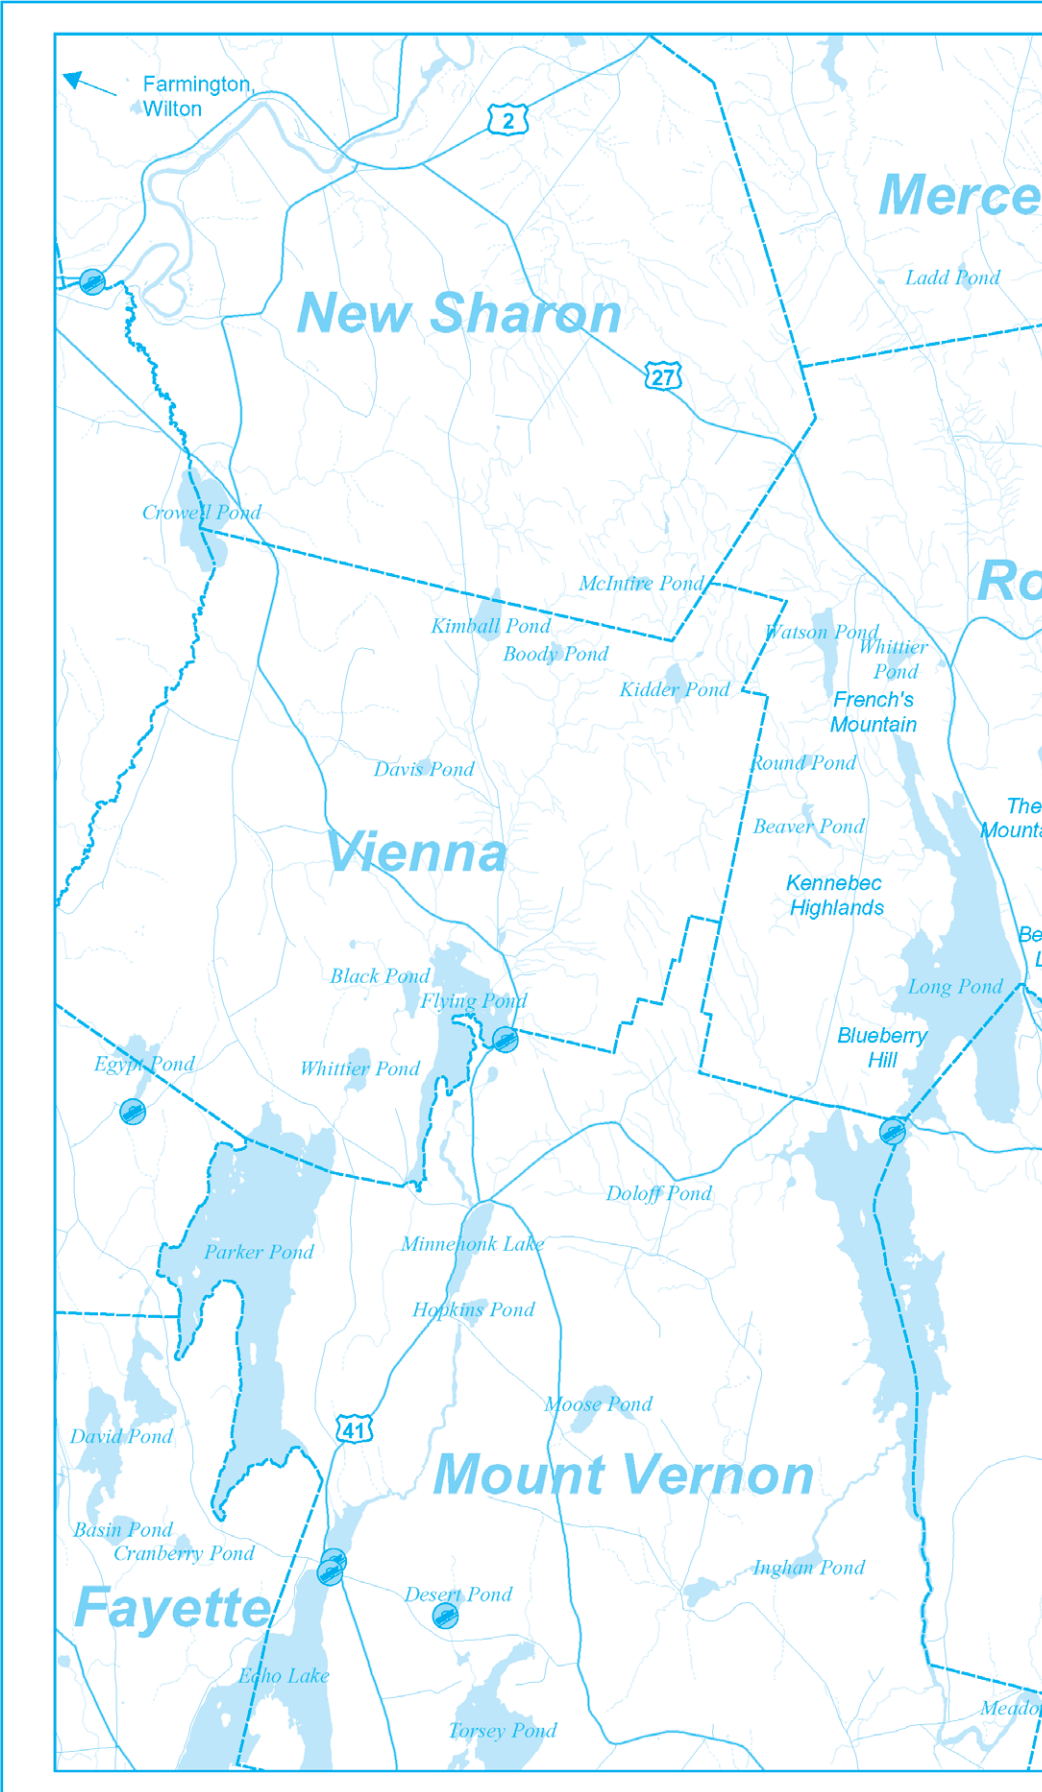 Farmington,
Wilton
2
Merce
Ladd Pond
New Sharon
27
Crowell Pond
McIntire Pond
Ro
Kimball Pond
Watson Pond
Boody Pond
Whittier
Pond
Kidder Pond
French's
Mountain
Davis Pond
Round Pond
The
Mounta
Beaver Pond
Vienna
Kennebec
Highlands
Be
L
Black Pond
Long Pond
Flying Pond
Blueberry
Hill
Egypt Pond
Whittier Pond
Doloff Pond
Minnehonk Lake
Parker Pond
Hopkins Pond
Moose Pond
41
David Pond
Mount Vernon
Basin Pond
Cranberry Pond
Inghan Pond
Desert Pond
Fayette
Echo Lake
Meado
Torsey Pond